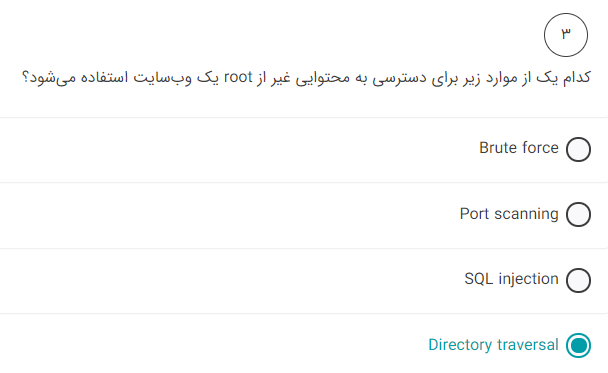 ۳
کدام یک از موارد زیر برای دسترسی به محتوایی غیر از root یک وب‌سایت استفاده می‌شود؟
Brute force
Port scanning
SQL injection
Directory traversal